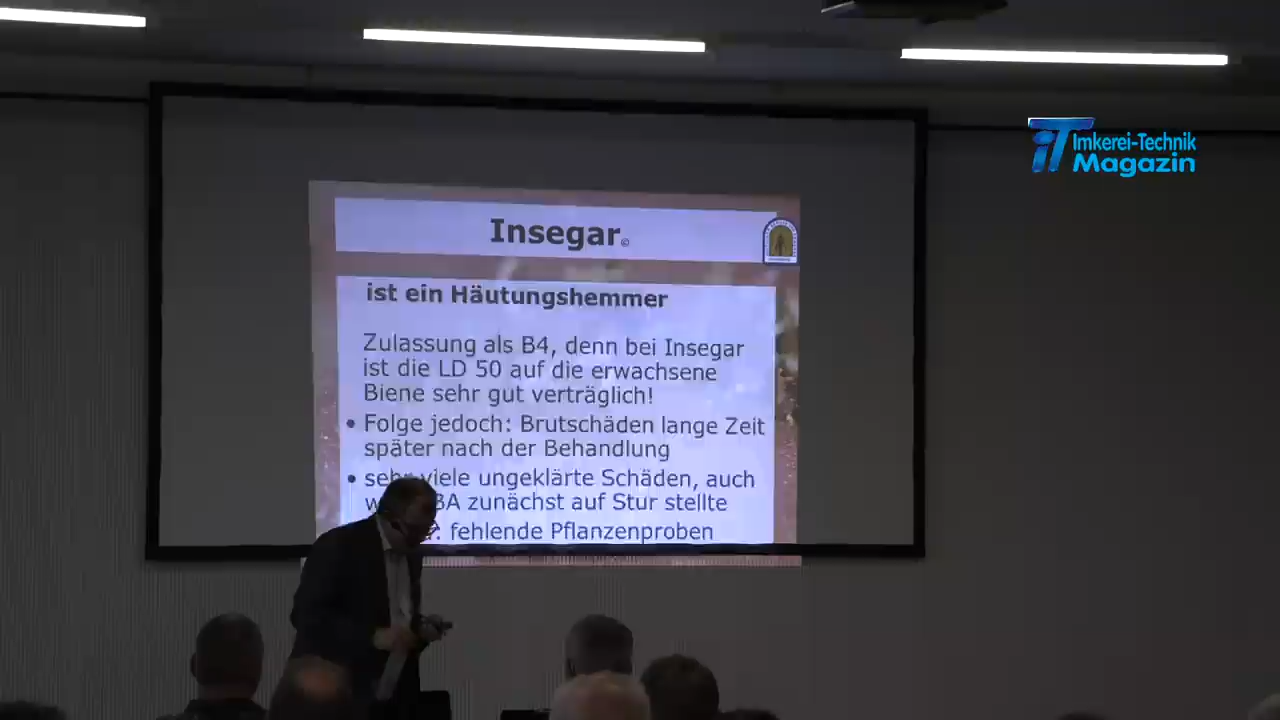 iT Imkerei-Technik
Magazin
Insegar©
ist ein Häutungshemmer
Zulassung als B4, denn bei Insegar
ist die LD 50 auf die erwachsene
Biene sehr gut verträglich!
• Folge jedoch: Brutschäden lange Zeit
später nach der Behandlung
• sehr viele ungeklärte Schäden, auch
BA zunächst auf Stur stellte
: fehlende Pflanzenproben